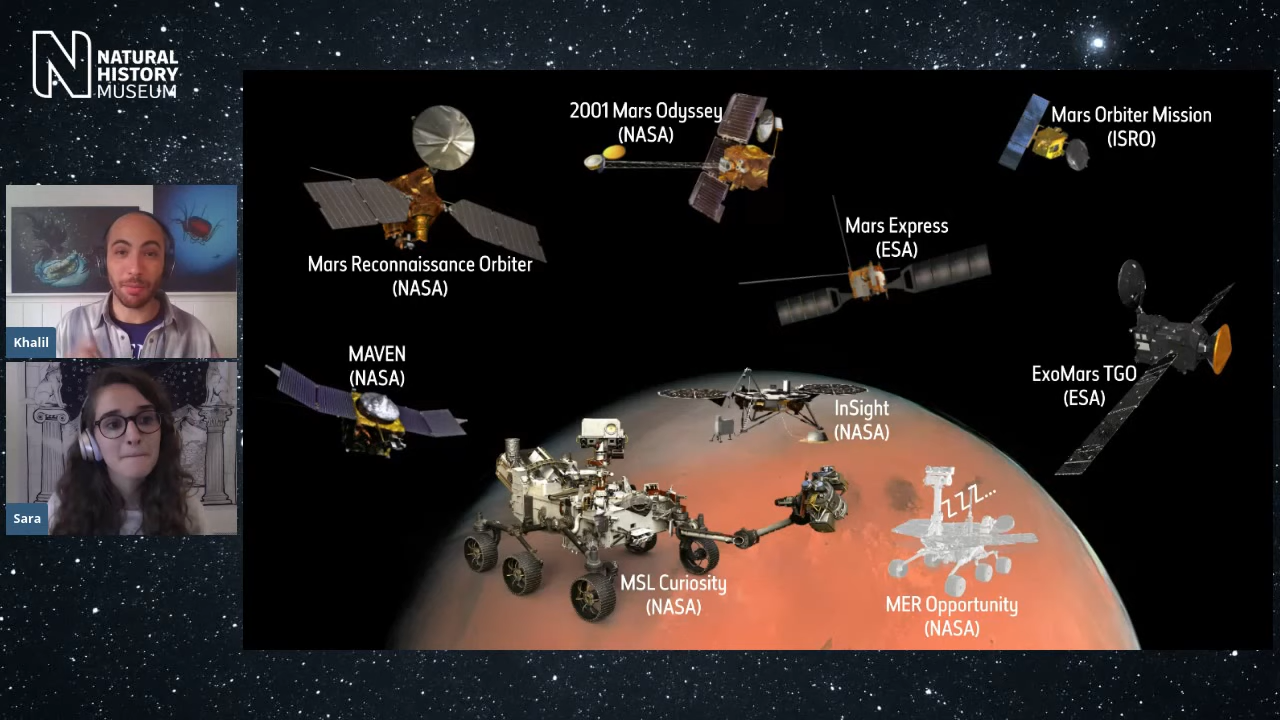 NATURAL
HISTORY
MUSEUM
2001 Mars Odyssey
(NASA)
Mars Orbiter Mission
(ISRO)
Mars Express
(ESA)
Mars Reconnaissance Orbiter
(NASA)
MAVEN
(NASA)
ExoMars TGO
(ESA)
InSight
(NASA)
Khalil
zzz...
MSL Curiosity
(NASA)
MER Opportunity
(NASA)
Sara